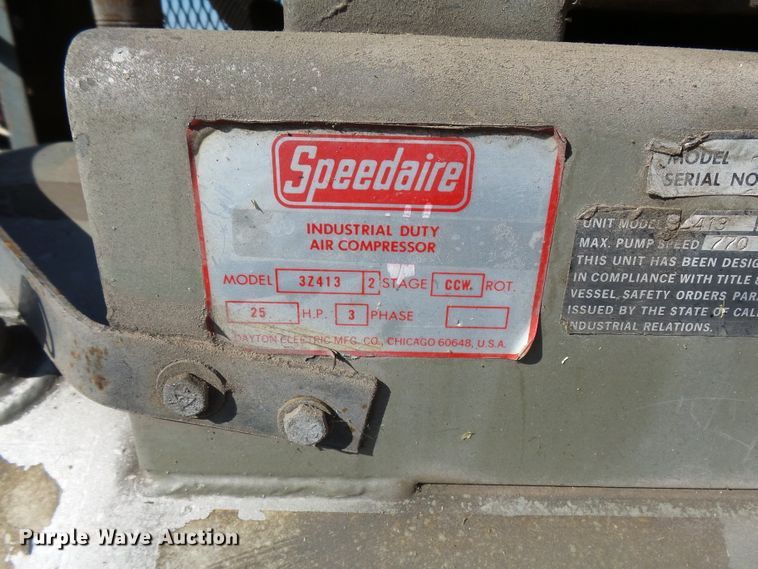 Speedaire
INDUSTRIAL DUTY
AIR COMPRESSOR
MODEL 3Z413 2 STAGE CCW. ROT.
25 H.P. 3 PHASE
DAYTON ELECTRIC MFG. CO., CHICAGO 60648, U.S.A.
MODEL
SERIAL NO
UNIT MODEL 3Z413
MAX. PUMP SPEED 770
THIS UNIT HAS BEEN DESIG
IN COMPLIANCE WITH TITLE 8
VESSEL SAFETY ORDERS PAR
ISSUED BY THE STATE OF CAL
INDUSTRIAL RELATIONS.
Purple Wave Auction